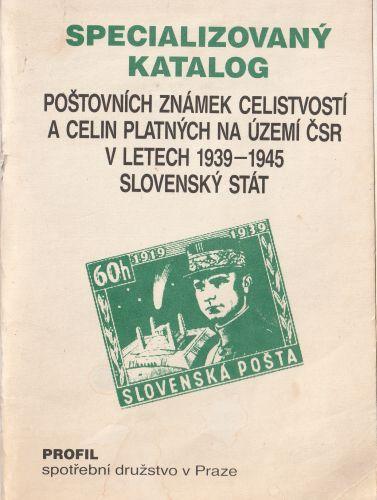 SPECIALIZOVANÝ
KATALOG
POŠTOVNÍCH ZNÁMEK CELISTVOSTÍ
A CELIN PLATNÝCH NA ÚZEMÍ ČSR
V LETECH 1939–1945
SLOVENSKÝ STÁT
1919 1939
60h
SLOVENSKÁ POŠTA
PROFIL
spotřební družstvo v Praze